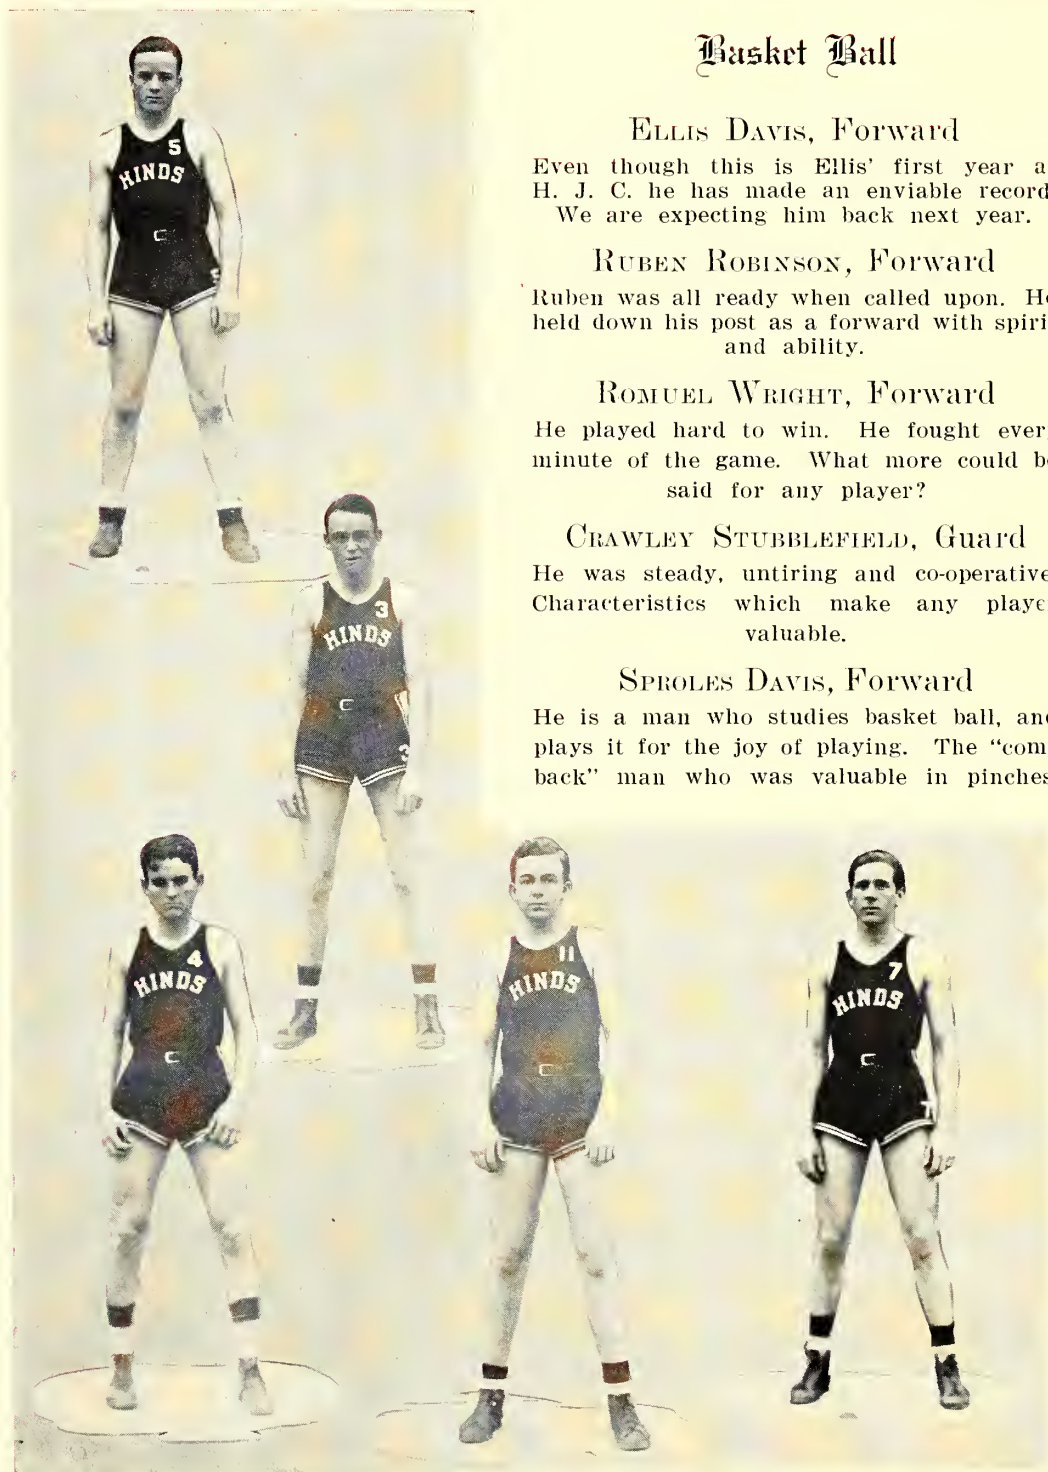 Basket Ball
ELLIS DAVIS, Forward
Even though this is Ellis' first year a
H. J. C. he has made an enviable record
We are expecting him back next year.
RUBEN ROBINSON, Forward
Ruben was all ready when called upon. He
held down his post as a forward with spiri
and ability.
ROMUEL WRIGHT, Forward
He played hard to win. He fought ever
minute of the game. What more could b
said for any player?
CRAWLEY STUBBLEFIELD, Guard
He was steady, untiring and co-operative
Characteristics which make any playe
valuable.
SPROLES DAVIS, Forward
He is a man who studies basket ball, and
plays it for the joy of playing. The “com
back” man who was valuable in pinches
5
HINDS
C
5
3
HINDS
C
3
4
HINDS
C
11
HINDS
C
7
HINDS
C
7